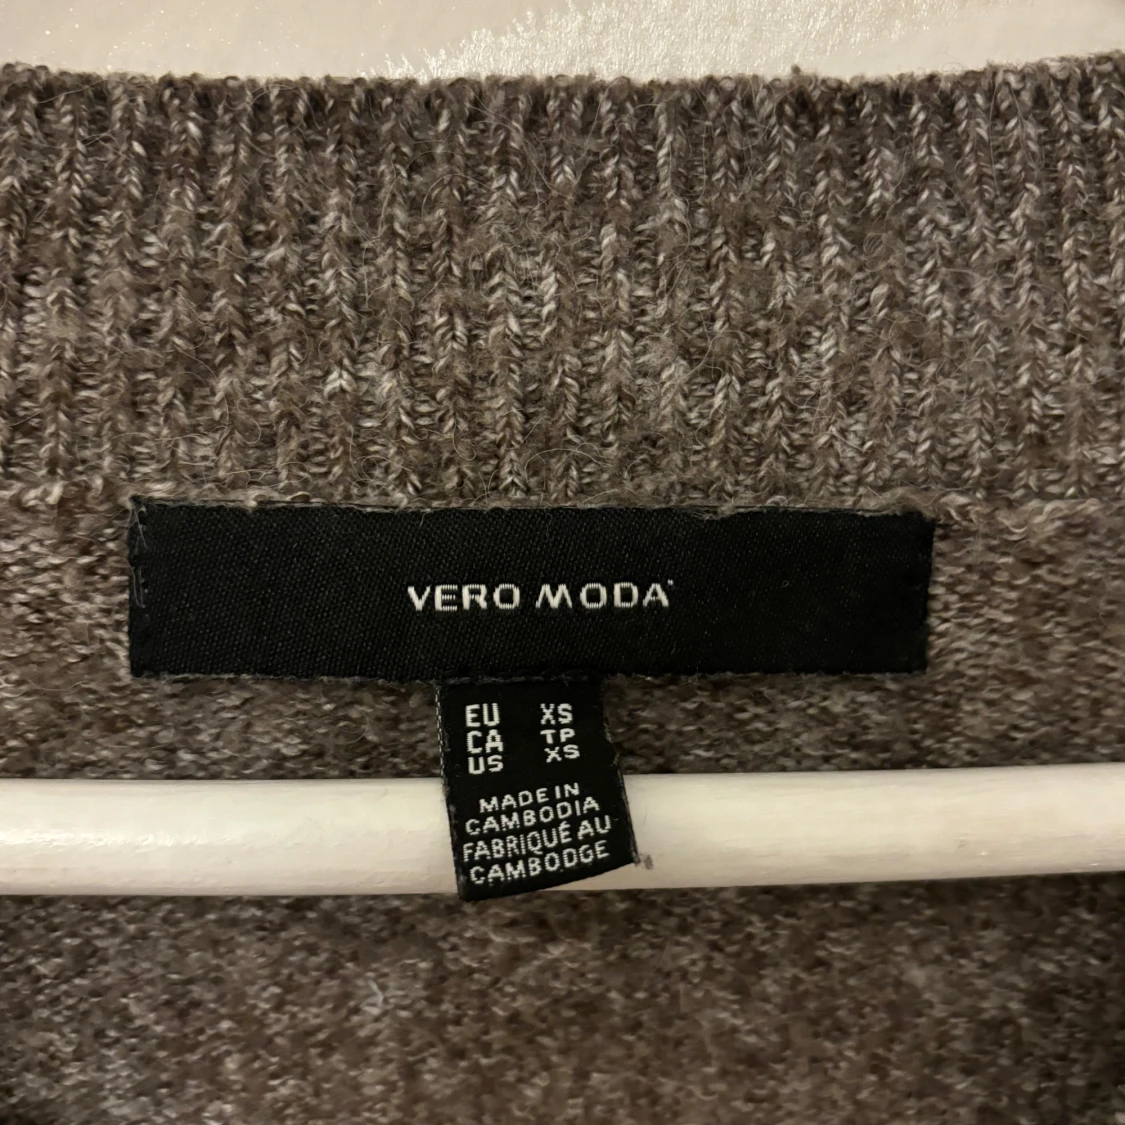 VERO MODA
EU XS
CA TP
US XS
MADE IN
CAMBODIA
FABRIQUÉ AU
CAMBODGE